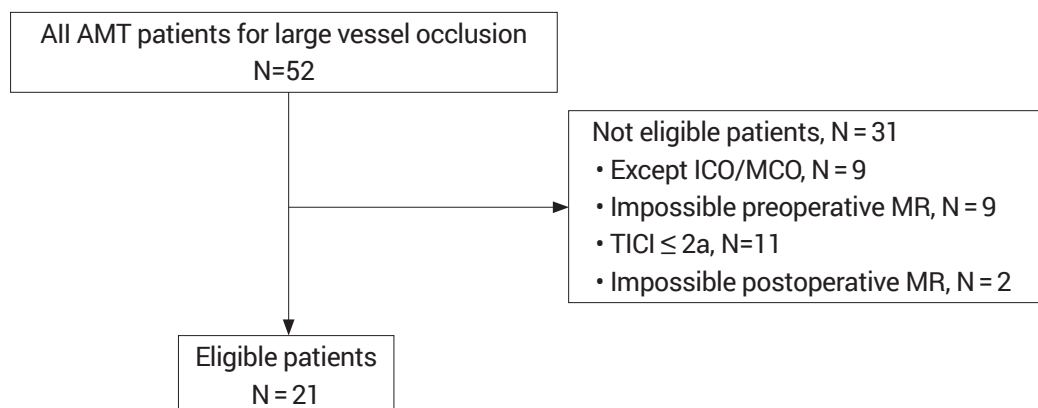 All AMT patients for large vessel occlusion
N=52
Not eligible patients, N = 31
• Except ICO/MCO, N = 9
• Impossible preoperative MR, N = 9
• TICI ≤ 2a, N=11
• Impossible postoperative MR, N = 2
Eligible patients
N = 21